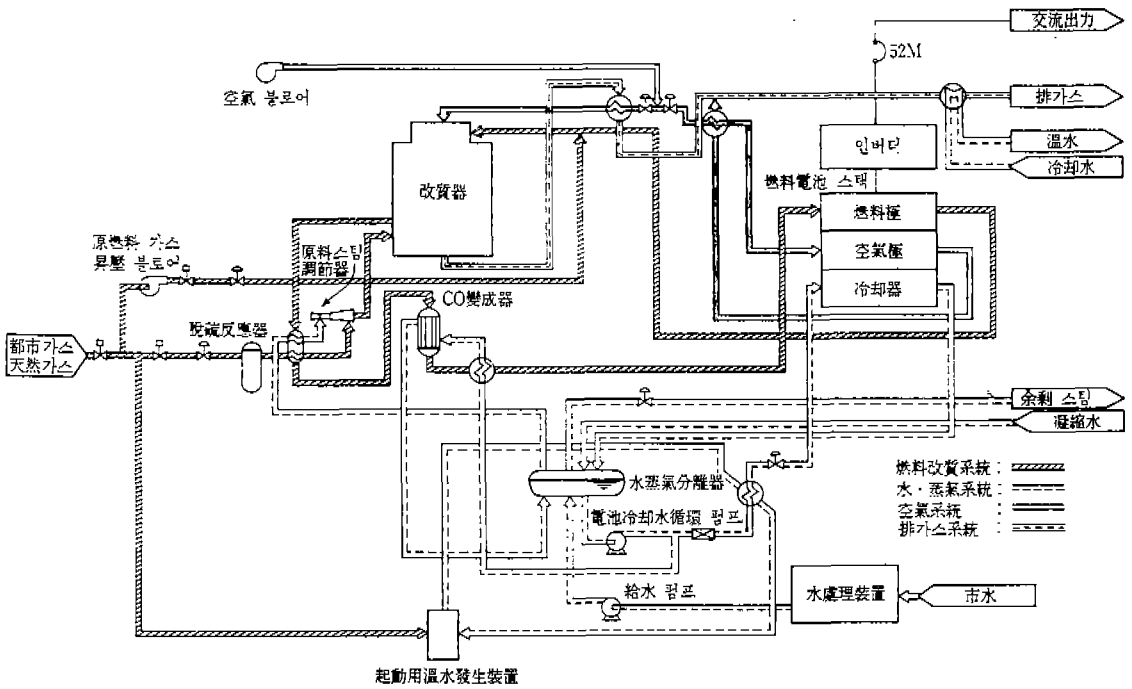 交流出力
52M
空氣 블로어
排가스
溫水
冷却水
인버터
燃料電池 스택
改質器
燃料極
空氣極
冷却器
原燃料 가스
昇壓 블로어
原料스팀
調節器
CO變成器
脫硫反應器
都市가스
天然가스
余剩 스팀
凝縮水
水蒸氣分離器
電池冷却水循環 펌프
燃料改質系統 :
水・蒸氣系統 :
空氣系統 :
排가스系統 :
給水 펌프
水處理裝置
市水
起動用溫水發生裝置